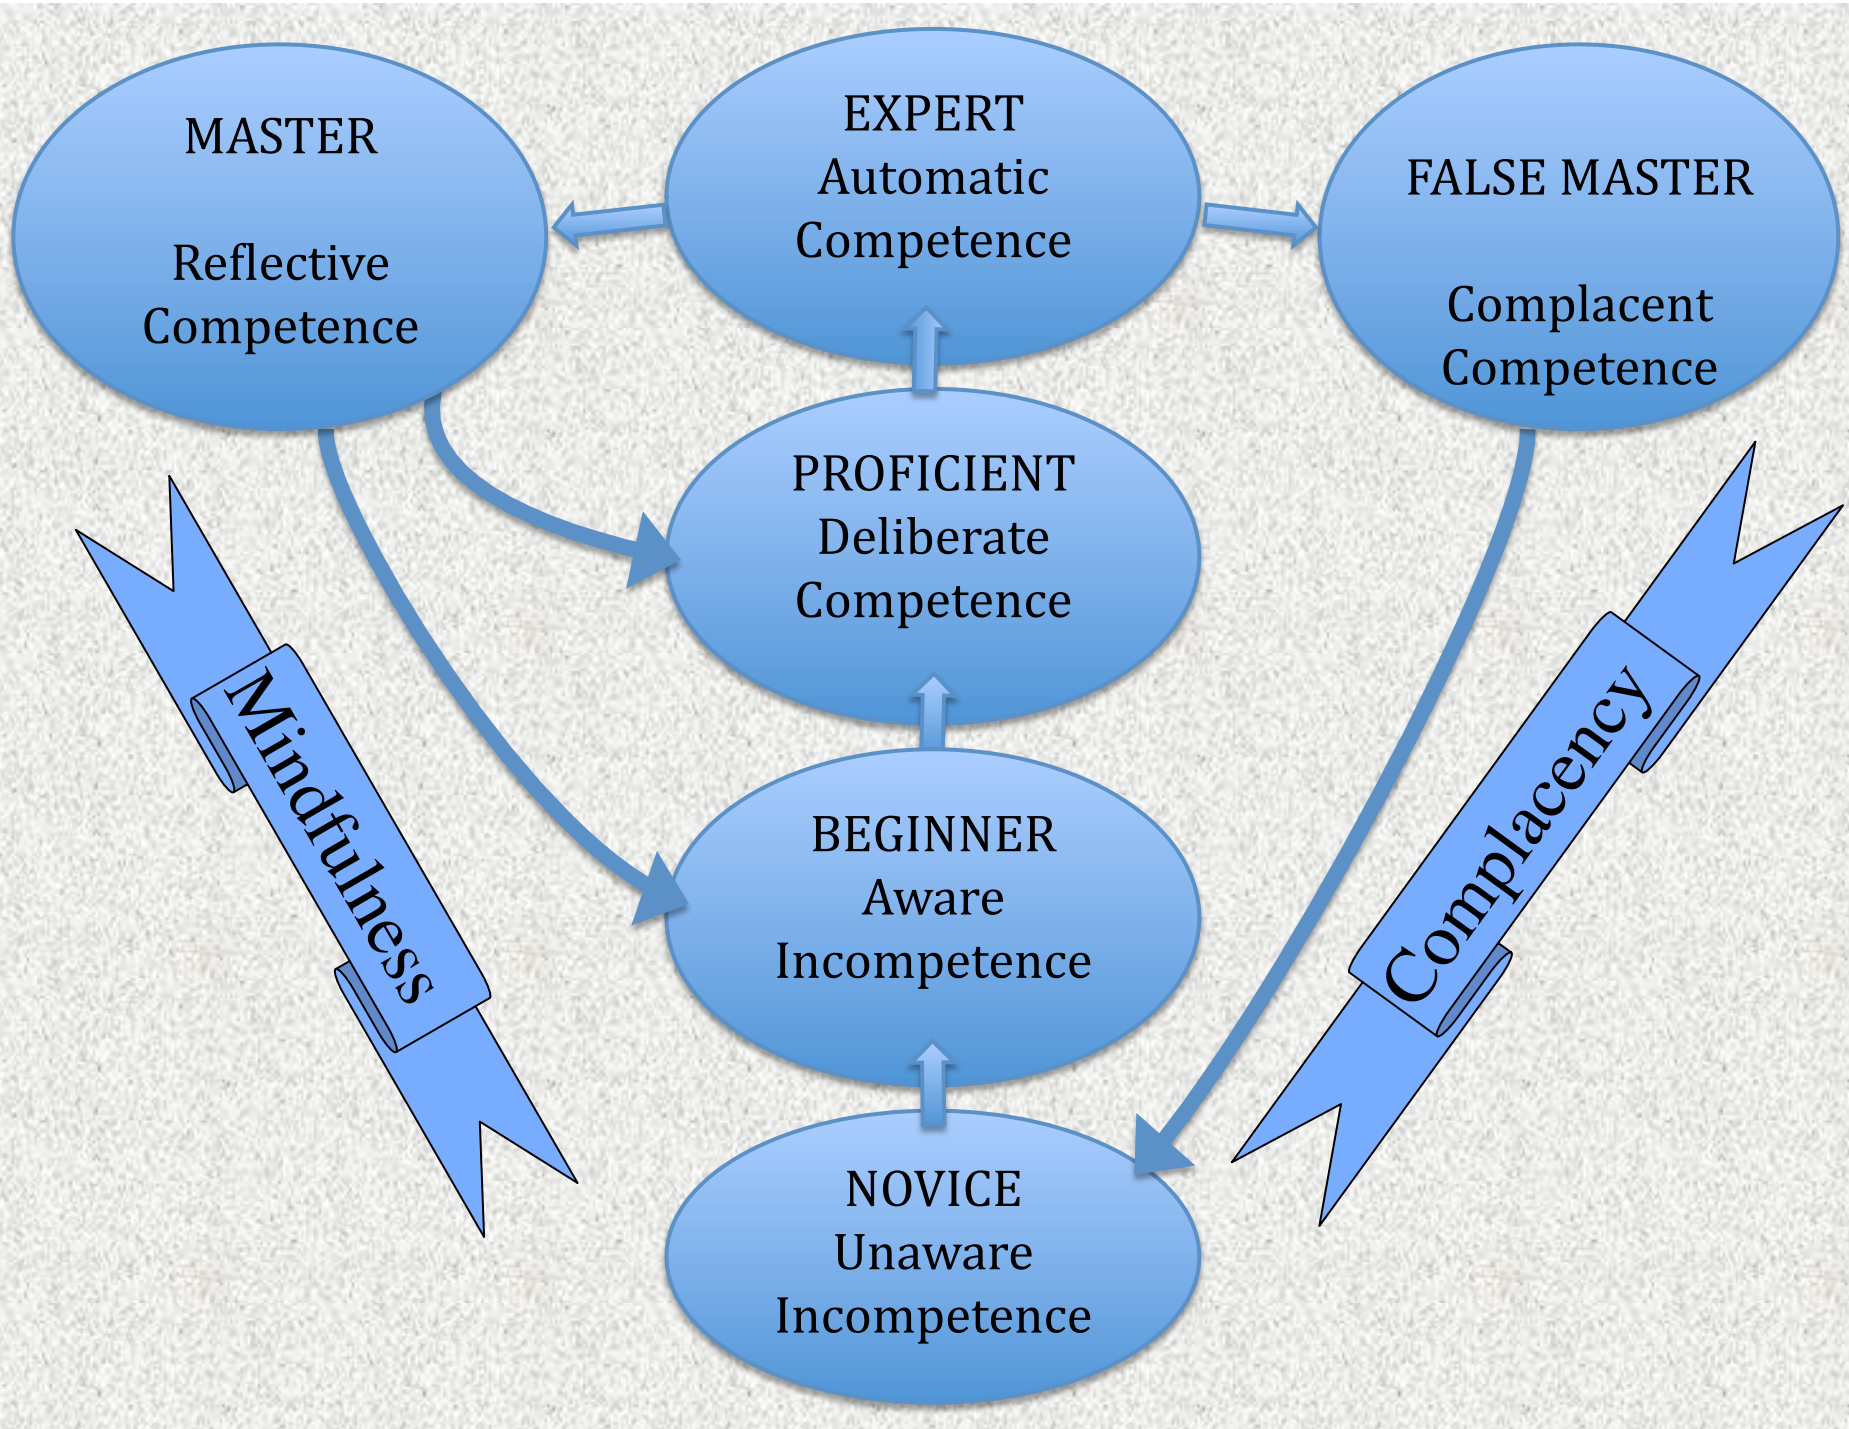 MASTER
Reflective
Competence
EXPERT
Automatic
Competence
FALSE MASTER
Complacent
Competence
PROFICIENT
Deliberate
Competence
Mindfulness
Complacency
BEGINNER
Aware
Incompetence
NOVICE
Unaware
Incompetence